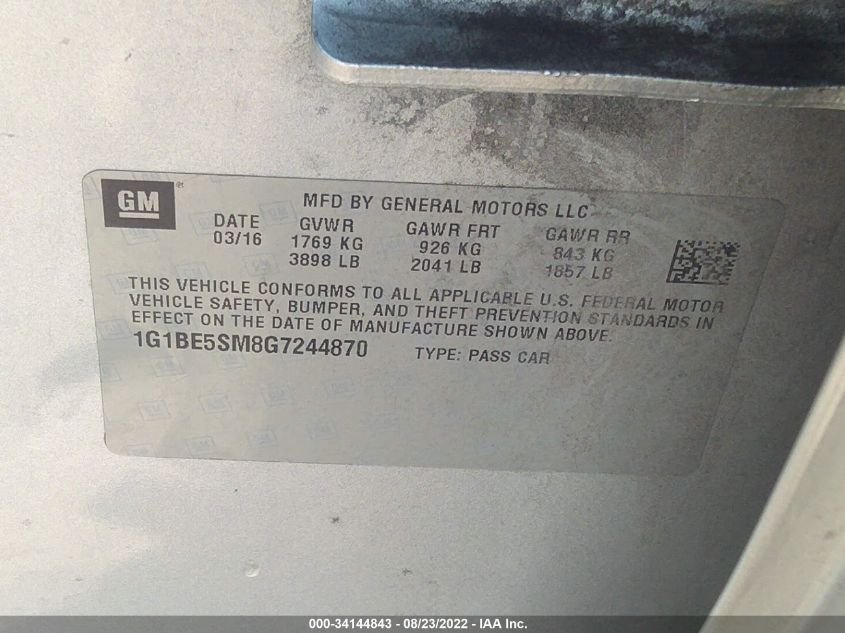 GM
MFD BY GENERAL MOTORS LLC
DATE GVWR GAWR FRT GAWR RR
03/16 1769 KG 926 KG 843 KG
3898 LB 2041 LB 1857 LB
THIS VEHICLE CONFORMS TO ALL APPLICABLE U.S. FEDERAL MOTOR
VEHICLE SAFETY, BUMPER, AND THEFT PREVENTION STANDARDS IN
EFFECT ON THE DATE OF MANUFACTURE SHOWN ABOVE.
1G1BE5SM8G7244870 TYPE: PASS CAR
000-34144843 - 08/23/2022 - IAA Inc.